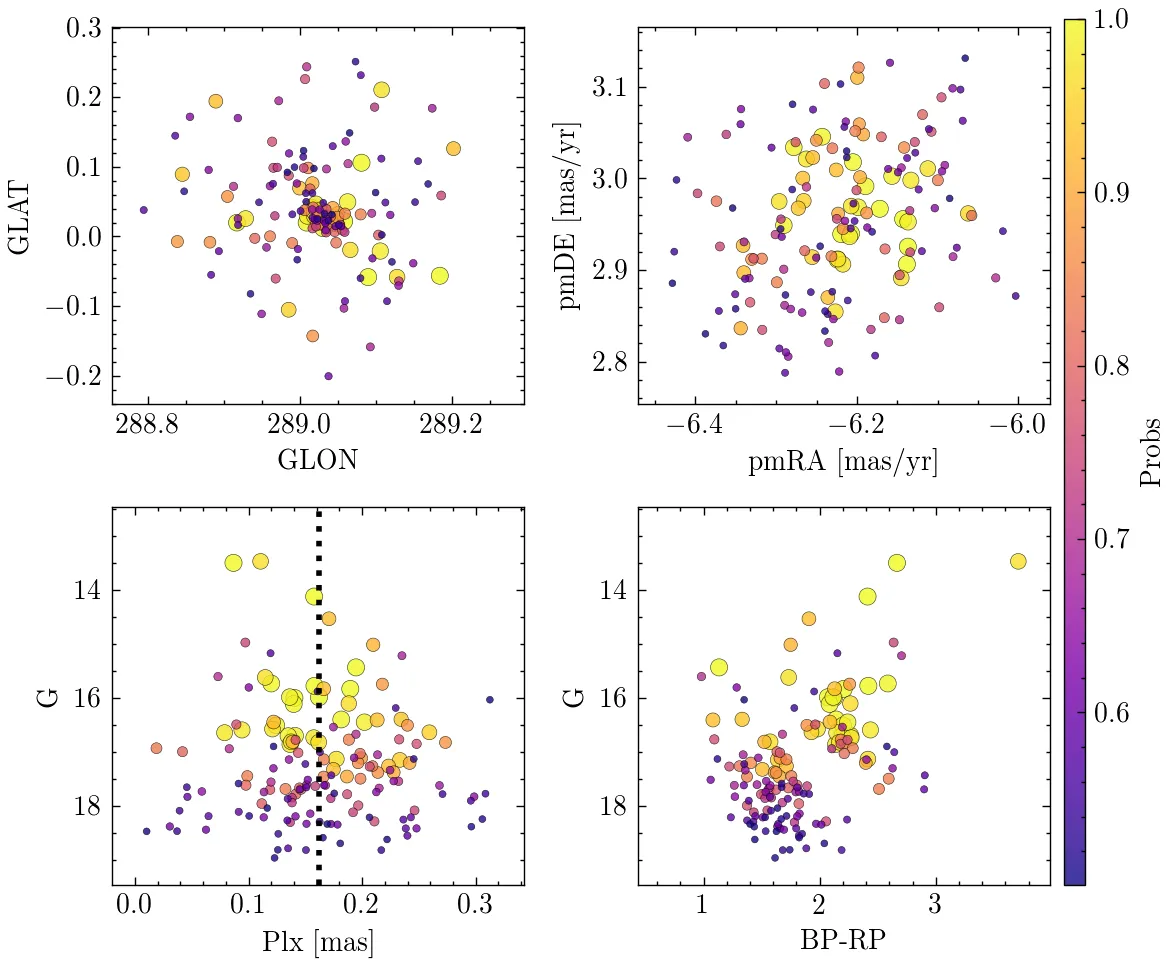 0.3
0.2
0.1
0.0
−0.1
−0.2
GLAT
288.8 289.0 289.2
GLON
3.1
3.0
2.9
2.8
pmDE [mas/yr]
−6.4 −6.2 −6.0
pmRA [mas/yr]
14
16
18
G
0.0 0.1 0.2 0.3
Plx [mas]
14
16
18
G
1 2 3
BP-RP
1.0
0.9
0.8
0.7
0.6
Probs